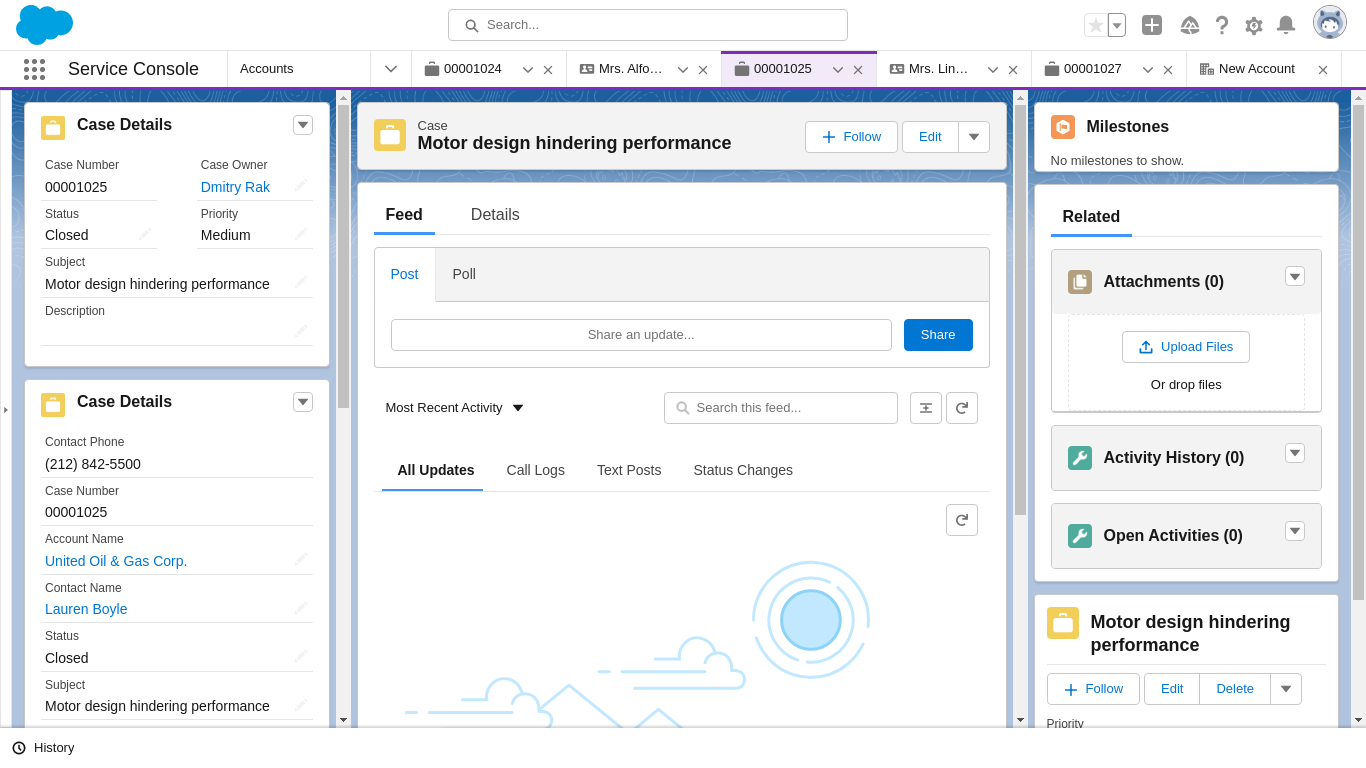 Search...
Service Console
Accounts
00001024
Mrs. Alfo...
00001025
Mrs. Lin...
00001027
New Account
Case Details
Case Number
Case Owner
00001025
Dmitry Rak
Status
Priority
Closed
Medium
Subject
Motor design hindering performance
Description
Case Details
Contact Phone
(212) 842-5500
Case Number
00001025
Account Name
United Oil & Gas Corp.
Contact Name
Lauren Boyle
Status
Closed
Subject
Motor design hindering performance
Case
Motor design hindering performance
Follow
Edit
Feed
Details
Post
Poll
Share an update...
Share
Most Recent Activity
Search this feed...
All Updates
Call Logs
Text Posts
Status Changes
Milestones
No milestones to show.
Related
Attachments (0)
Upload Files
Or drop files
Activity History (0)
Open Activities (0)
Motor design hindering
performance
Follow
Edit
Delete
Priority
History